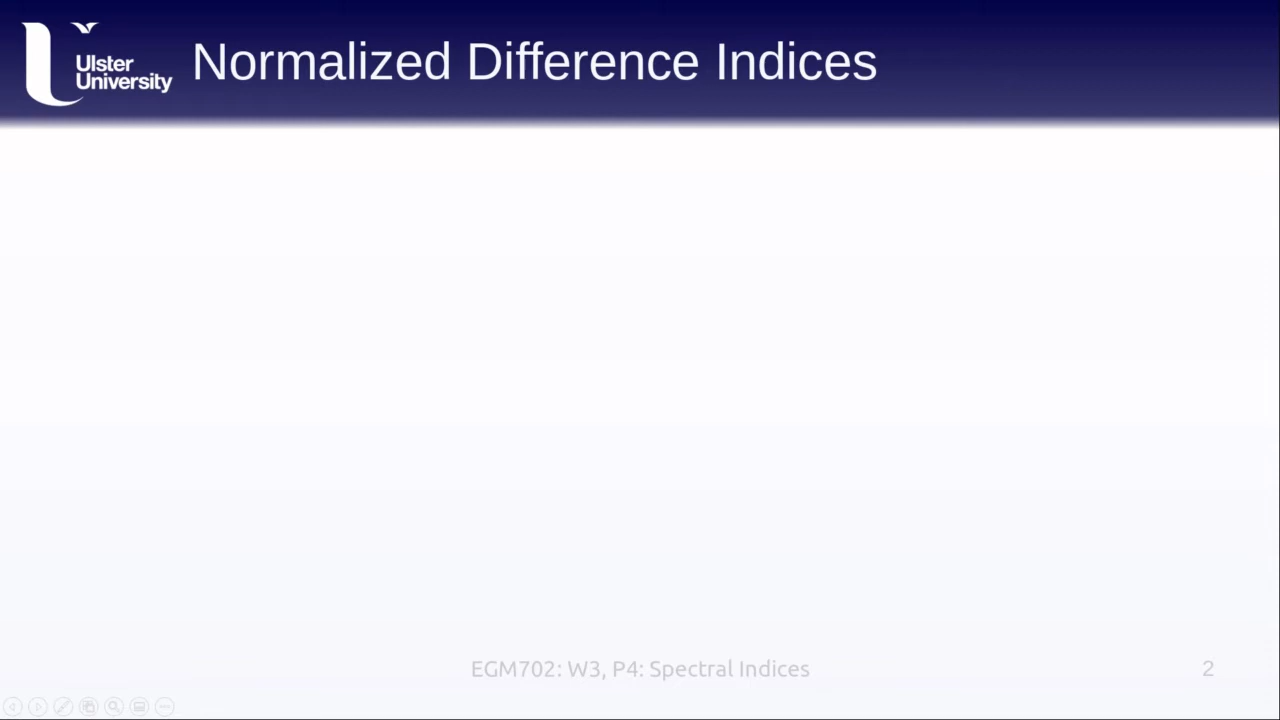 Ulster
University
Normalized Difference Indices
EGM702: W3, P4: Spectral Indices
2